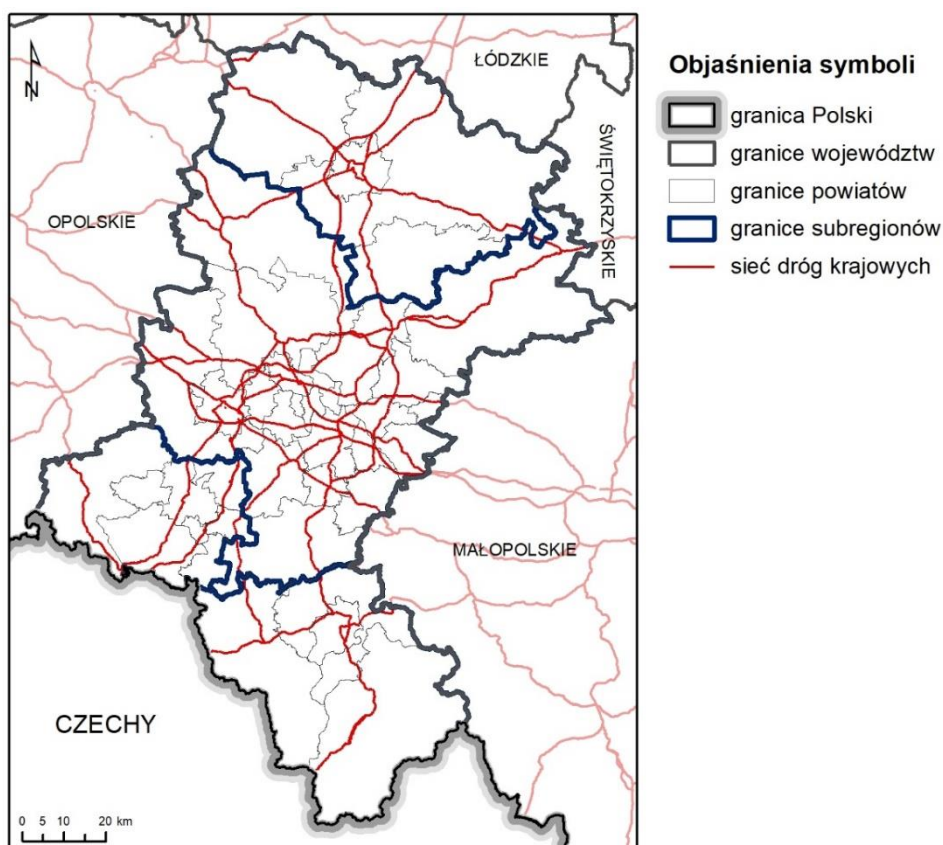 N
ŁÓDZKIE
ŚWIĘTOKRZYSKIE
OPOLSKIE
MAŁOPOLSKIE
CZECHY
0 5 10 20 km
Objaśnienia symboli
granica Polski
granice województw
granice powiatów
granice subregionów
sieć dróg krajowych